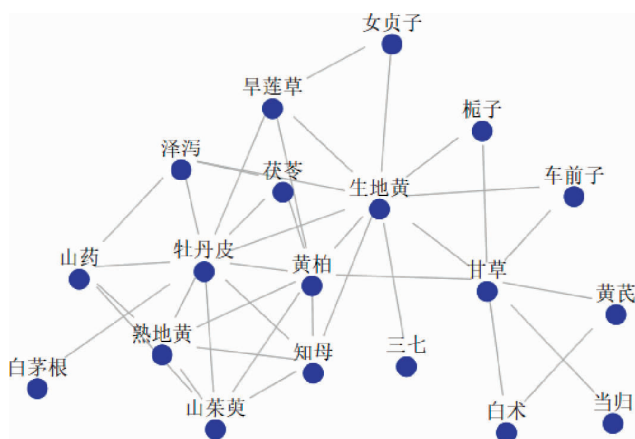 女贞子
旱莲草
栀子
泽泻
茯苓
生地黄
车前子
山药
牡丹皮
黄柏
甘草
黄芪
熟地黄
知母
三七
白茅根
山茱萸
白术
当归